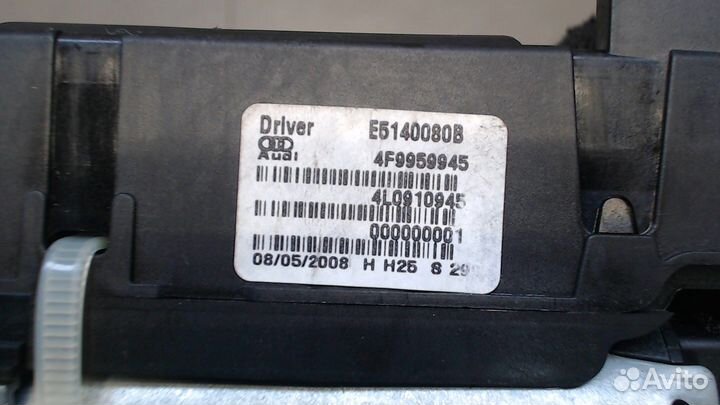 Driver E5140080B
Audi 4F9959945
4L0910945
000000001
08/05/2008 H H25 S
Avito